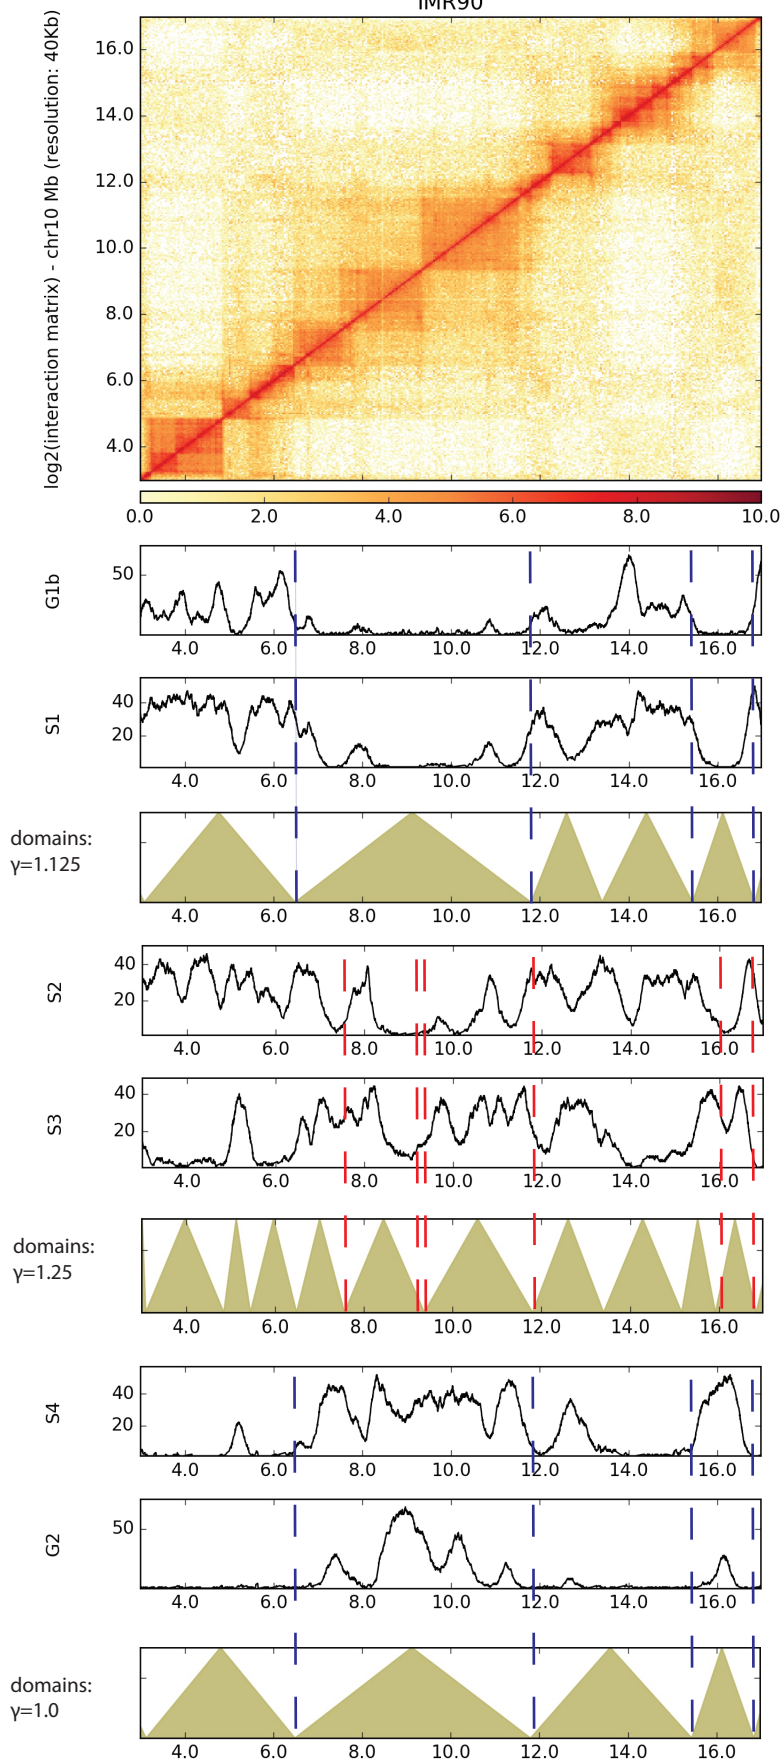 IMR90
log2(interaction matrix) - chr10 Mb (resolution: 40Kb)
16.0
14.0
12.0
10.0
8.0
6.0
4.0
0.0 2.0 4.0 6.0 8.0 10.0
G1b
50
4.0 6.0 8.0 10.0 12.0 14.0 16.0
S1
40
20
4.0 6.0 8.0 10.0 12.0 14.0 16.0
domains:
γ=1.125
4.0 6.0 8.0 10.0 12.0 14.0 16.0
S2
40
20
4.0 6.0 8.0 10.0 12.0 14.0 16.0
S3
40
20
4.0 6.0 8.0 10.0 12.0 14.0 16.0
domains:
γ=1.25
4.0 6.0 8.0 10.0 12.0 14.0 16.0
S4
40
20
4.0 6.0 8.0 10.0 12.0 14.0 16.0
G2
50
4.0 6.0 8.0 10.0 12.0 14.0 16.0
domains:
γ=1.0
4.0 6.0 8.0 10.0 12.0 14.0 16.0